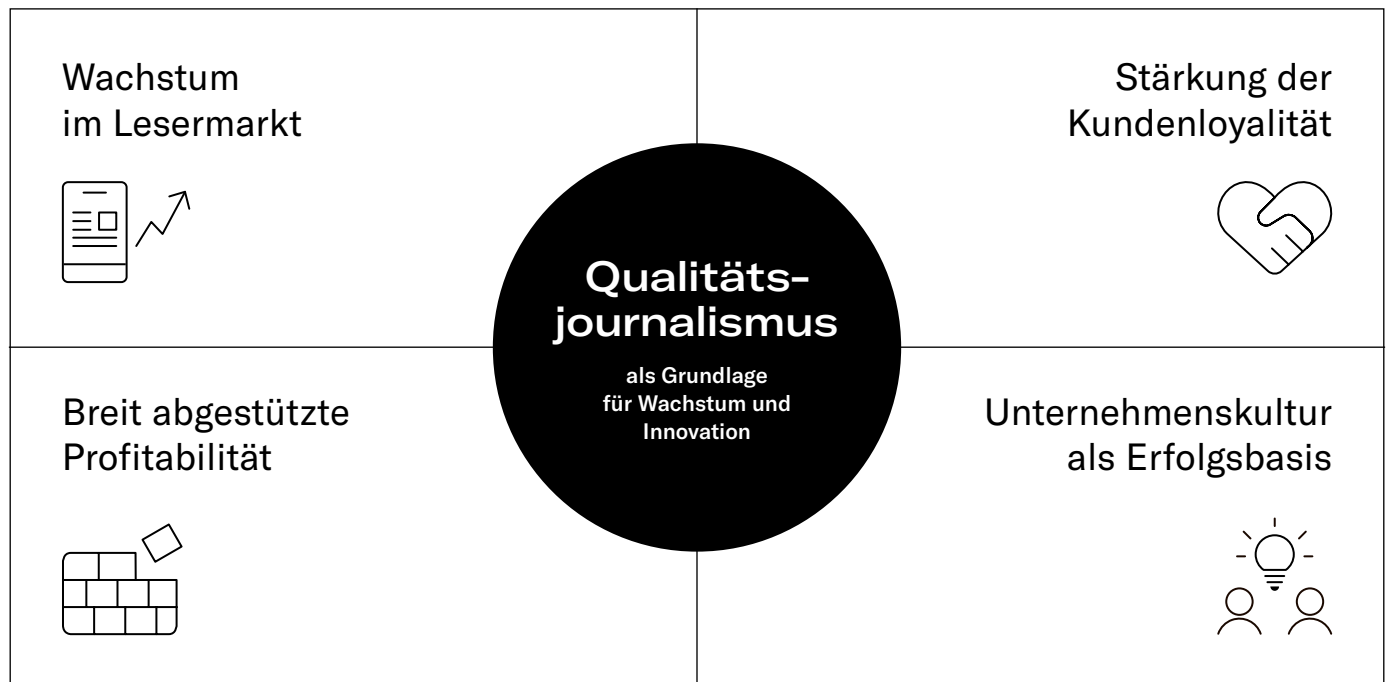 Wachstum
im Lesermarkt
Stärkung der
Kundenloyalität
Qualitäts-
journalismus
als Grundlage
für Wachstum und
Innovation
Breit abgestützte
Profitabilität
Unternehmenskultur
als Erfolgsbasis